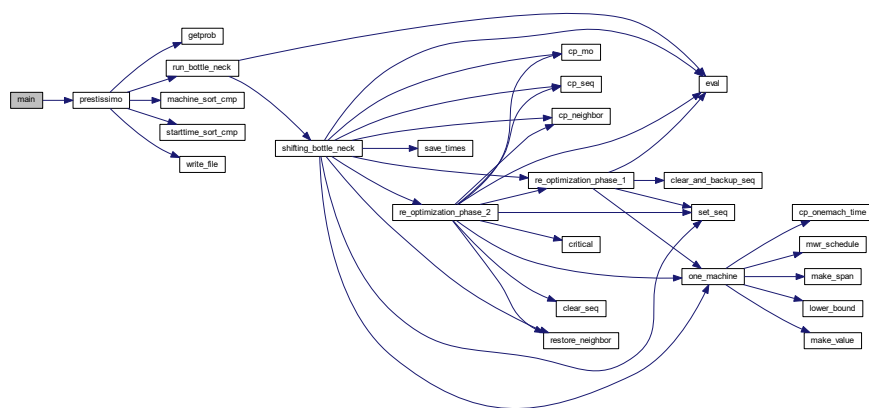 main
prestissimo
getprob
run_bottle_neck
machine_sort_cmp
starttime_sort_cmp
write_file
shifting_bottle_neck
save_times
re_optimization_phase_2
cp_mo
cp_seq
cp_neighbor
re_optimization_phase_1
critical
clear_seq
restore_neighbor
eval
clear_and_backup_seq
set_seq
one_machine
cp_onemach_time
mwr_schedule
make_span
lower_bound
make_value